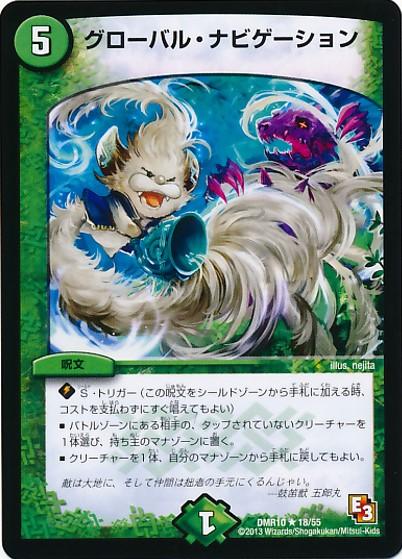 5 グローバル・ナビゲーション
呪文
illus. nejita
S・トリガー (この呪文をシールドゾーンから手札に加える時、
コストを支払わずにすぐ唱えてもよい)
■ バトルゾーンにある相手の、タップされていないクリーチャーを
1体選び、持ち主のマナゾーンに置く。
■ クリーチャーを1体、自分のマナゾーンから手札に戻してもよい。
敵は大地に、そして仲間は拙者の手元にくるんじゃい。
──鼓笛獣 五郎丸
1
DMR10 ★ 18/55
©2013 Wizards/Shogakukan/Mitsui-Kids
E3